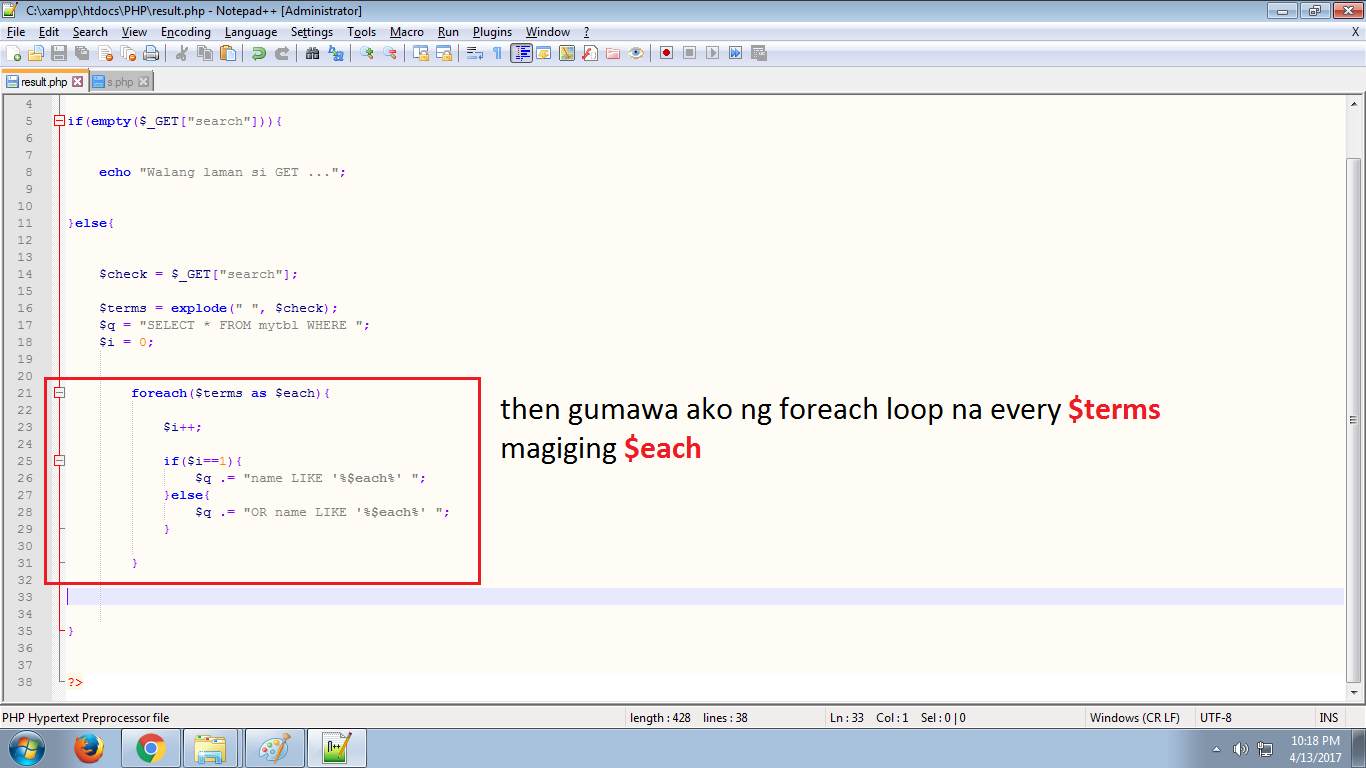 C:\xampp\htdocs\PHP\result.php - Notepad++ [Administrator]
File Edit Search View Encoding Language Settings Tools Macro Run Plugins Window ? X
result.php s.php
4
5 if(empty($_GET["search"])){
6
7
8 echo "Walang laman si GET ...";
9
10
11 }else{
12
13
14 $check = $_GET["search"];
15
16 $terms = explode(" ", $check);
17 $q = "SELECT * FROM mytbl WHERE ";
18 $i = 0;
19
20
21 foreach($terms as $each){
22
23 $i++;
24
25 if($i==1){
26 $q .= "name LIKE '%$each%' ";
27 }else{
28 $q .= "OR name LIKE '%$each%' ";
29 }
30
31 }
32
33
34
35 }
36
37
38 ?>
then gumawa ako ng foreach loop na every $terms
magiging $each
PHP Hypertext Preprocessor file length : 428 lines : 38 Ln : 33 Col : 1 Sel : 0 | 0 Windows (CR LF) UTF-8 INS
10:18 PM
4/13/2017